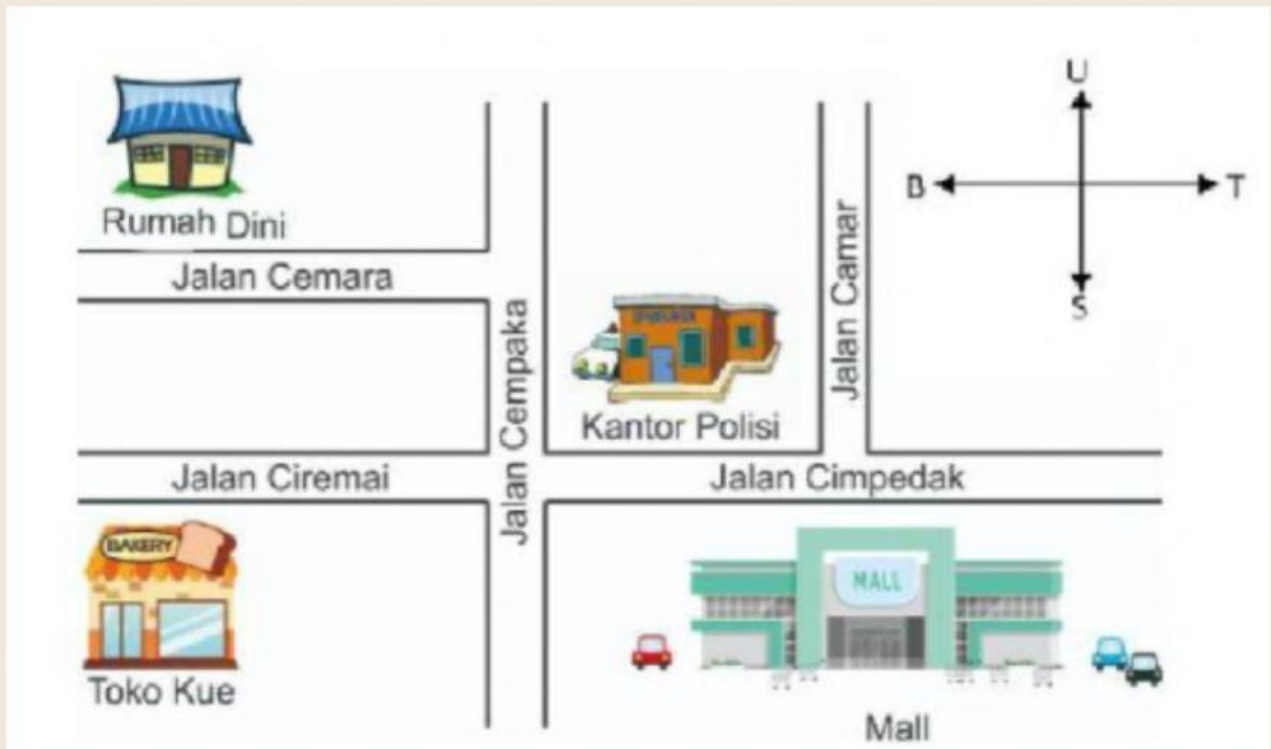 U
B
T
S
Rumah Dini
Jalan Cemara
Jalan Cempaka
Jalan Camar
Kantor Polisi
Jalan Ciremai
Jalan Cimpedak
BAKERY
MALL
Toko Kue
Mall